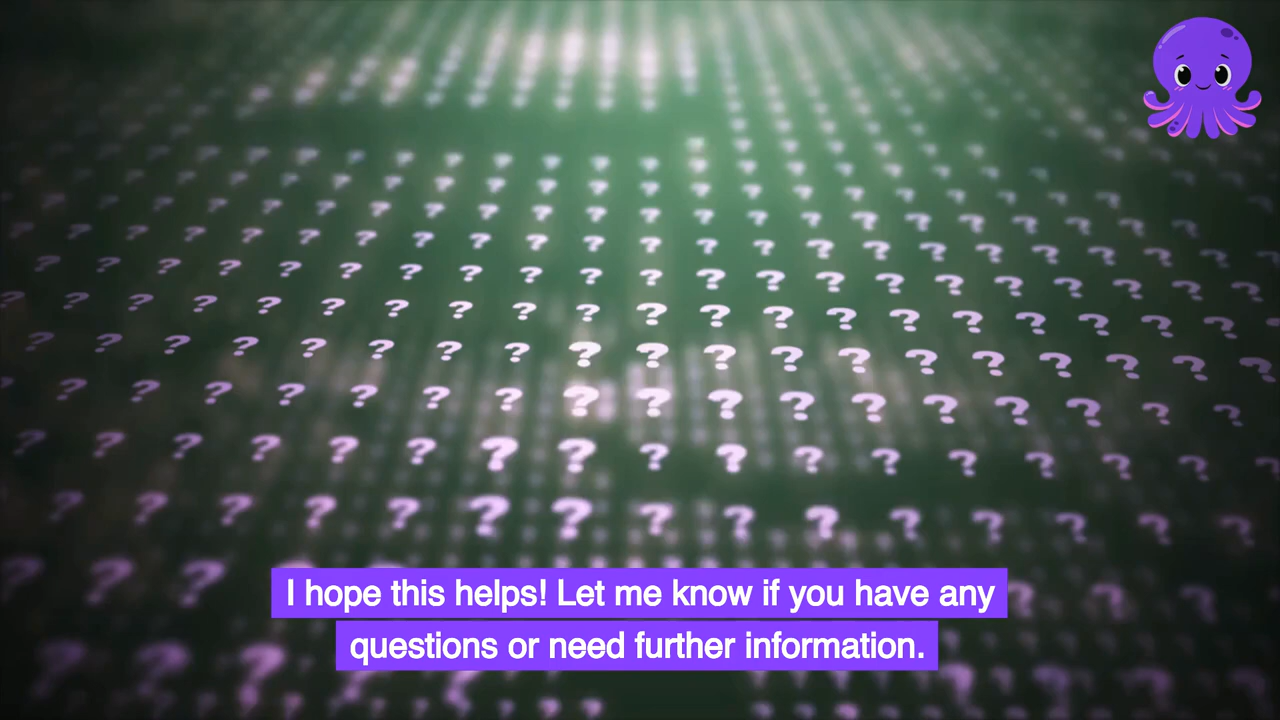 I hope this helps! Let me know if you have any
questions or need further information.